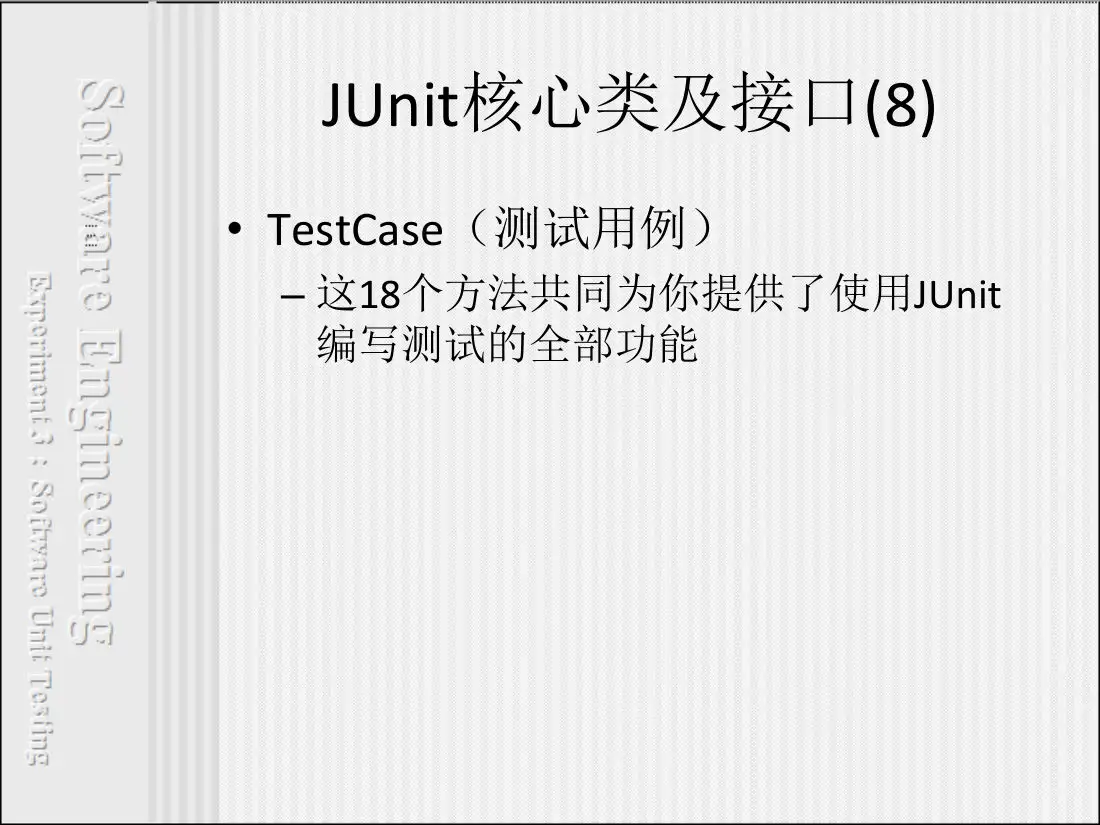 JUnit核心类及接口(8)
• TestCase（测试用例）
– 这18个方法共同为你提供了使用JUnit
编写测试的全部功能
Software Engineering
Experiment 3 : Software Unit Testing